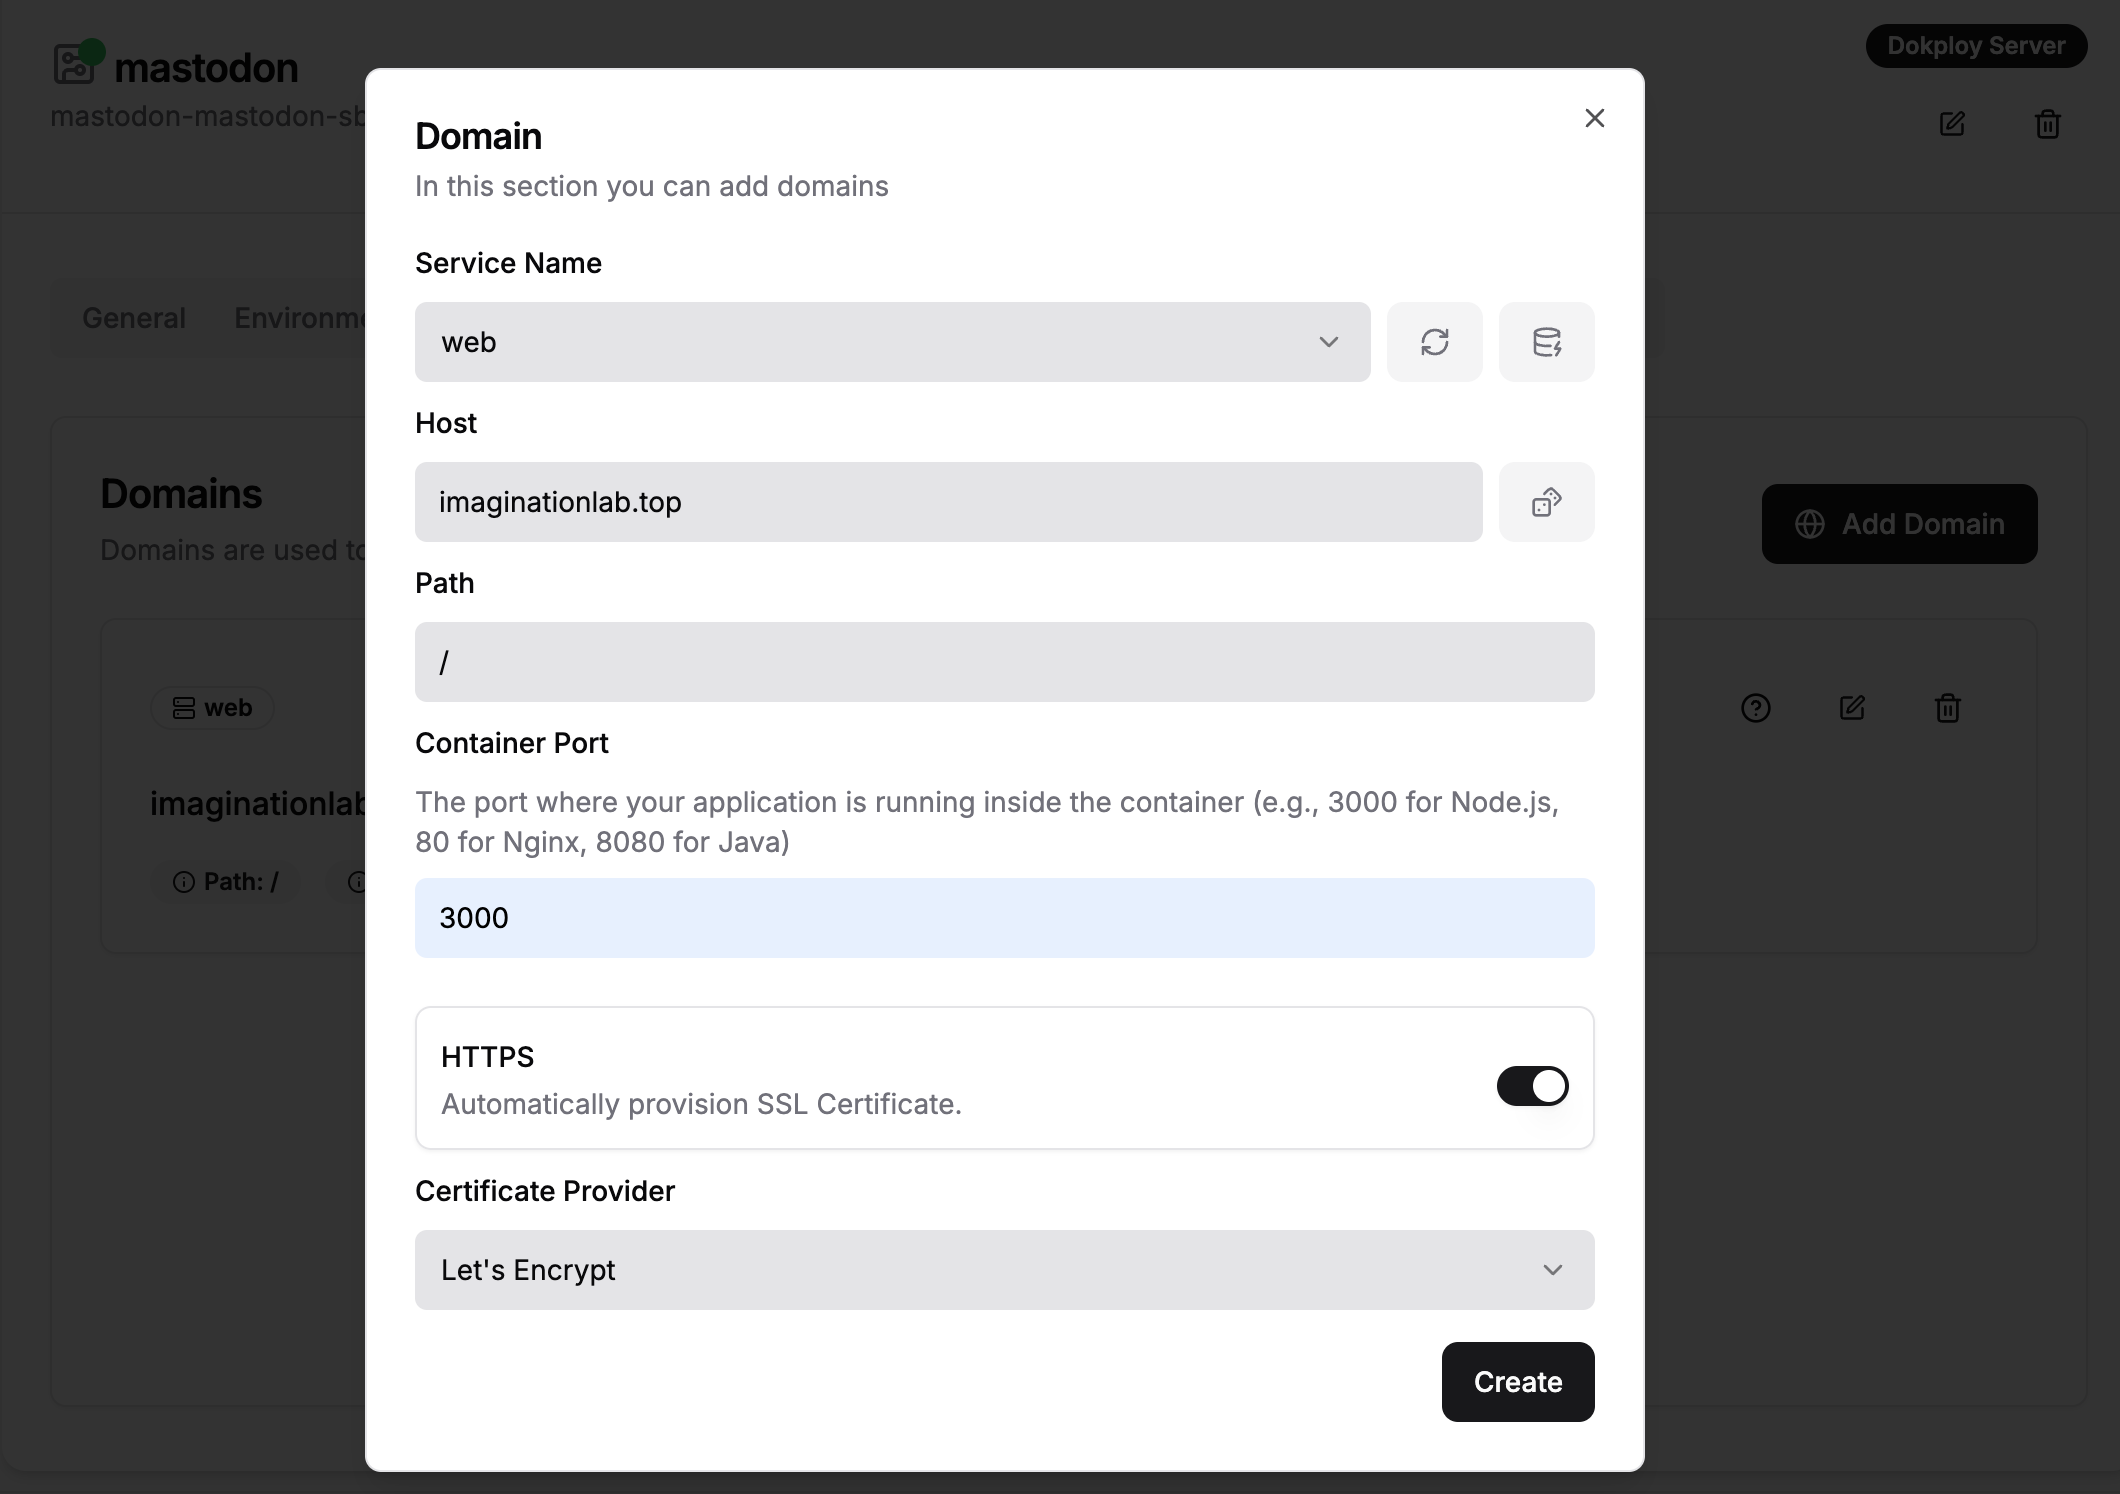 mastodon
Dokploy Server
mastodon-mastodon-sb
General
Environme
Domains
Domains are used to
Add Domain
web
imaginationlab
Path: /
Domain
In this section you can add domains
Service Name
web
Host
imaginationlab.top
Path
/
Container Port
The port where your application is running inside the container (e.g., 3000 for Node.js,
80 for Nginx, 8080 for Java)
3000
HTTPS
Automatically provision SSL Certificate.
Certificate Provider
Let's Encrypt
Create